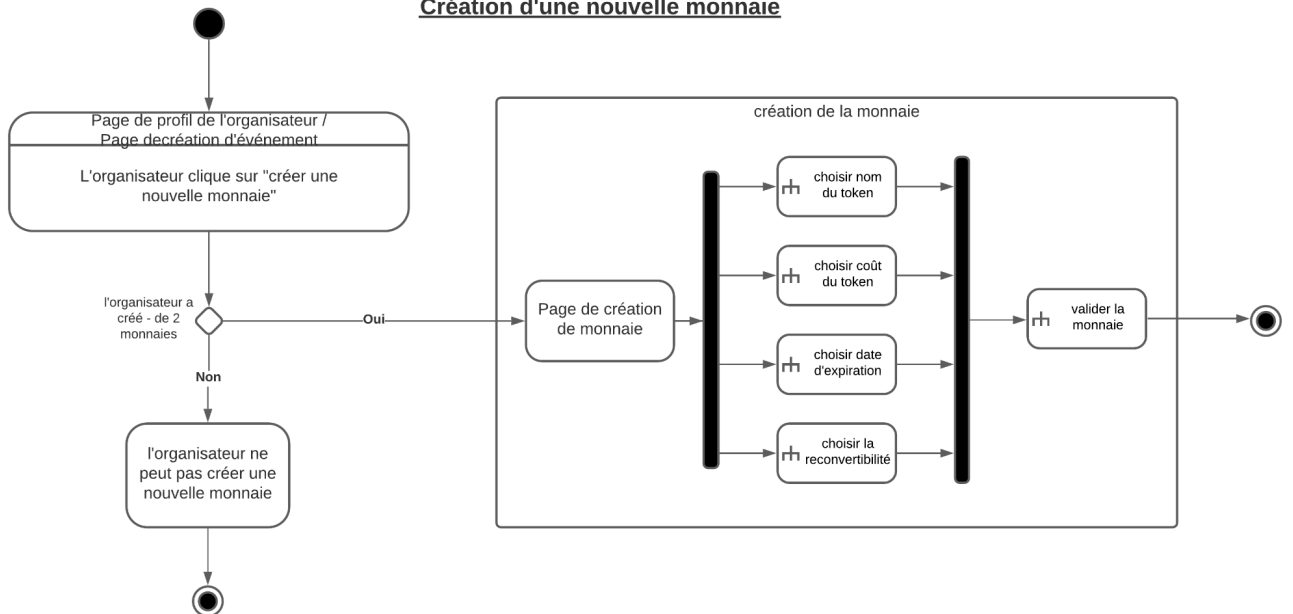 Création d'une nouvelle monnaie
Page de profil de l'organisateur /
Page decréation d'événement
L'organisateur clique sur "créer une
nouvelle monnaie"
l'organisateur a
créé - de 2
monnaies
Oui
Non
l'organisateur ne
peut pas créer une
nouvelle monnaie
création de la monnaie
Page de création
de monnaie
choisir nom
du token
choisir coût
du token
choisir date
d'expiration
choisir la
reconvertibilité
valider la
monnaie